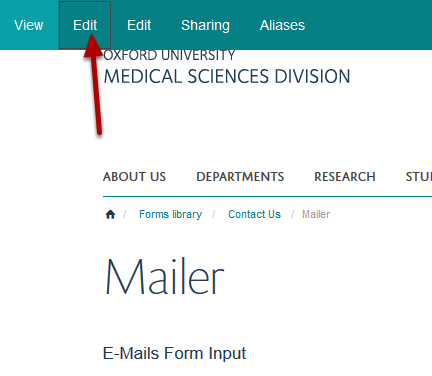 View Edit Edit Sharing Aliases
OXFORD UNIVERSITY
MEDICAL SCIENCES DIVISION
ABOUT US DEPARTMENTS RESEARCH STU
/ Forms library / Contact Us / Mailer
Mailer
E-Mails Form Input